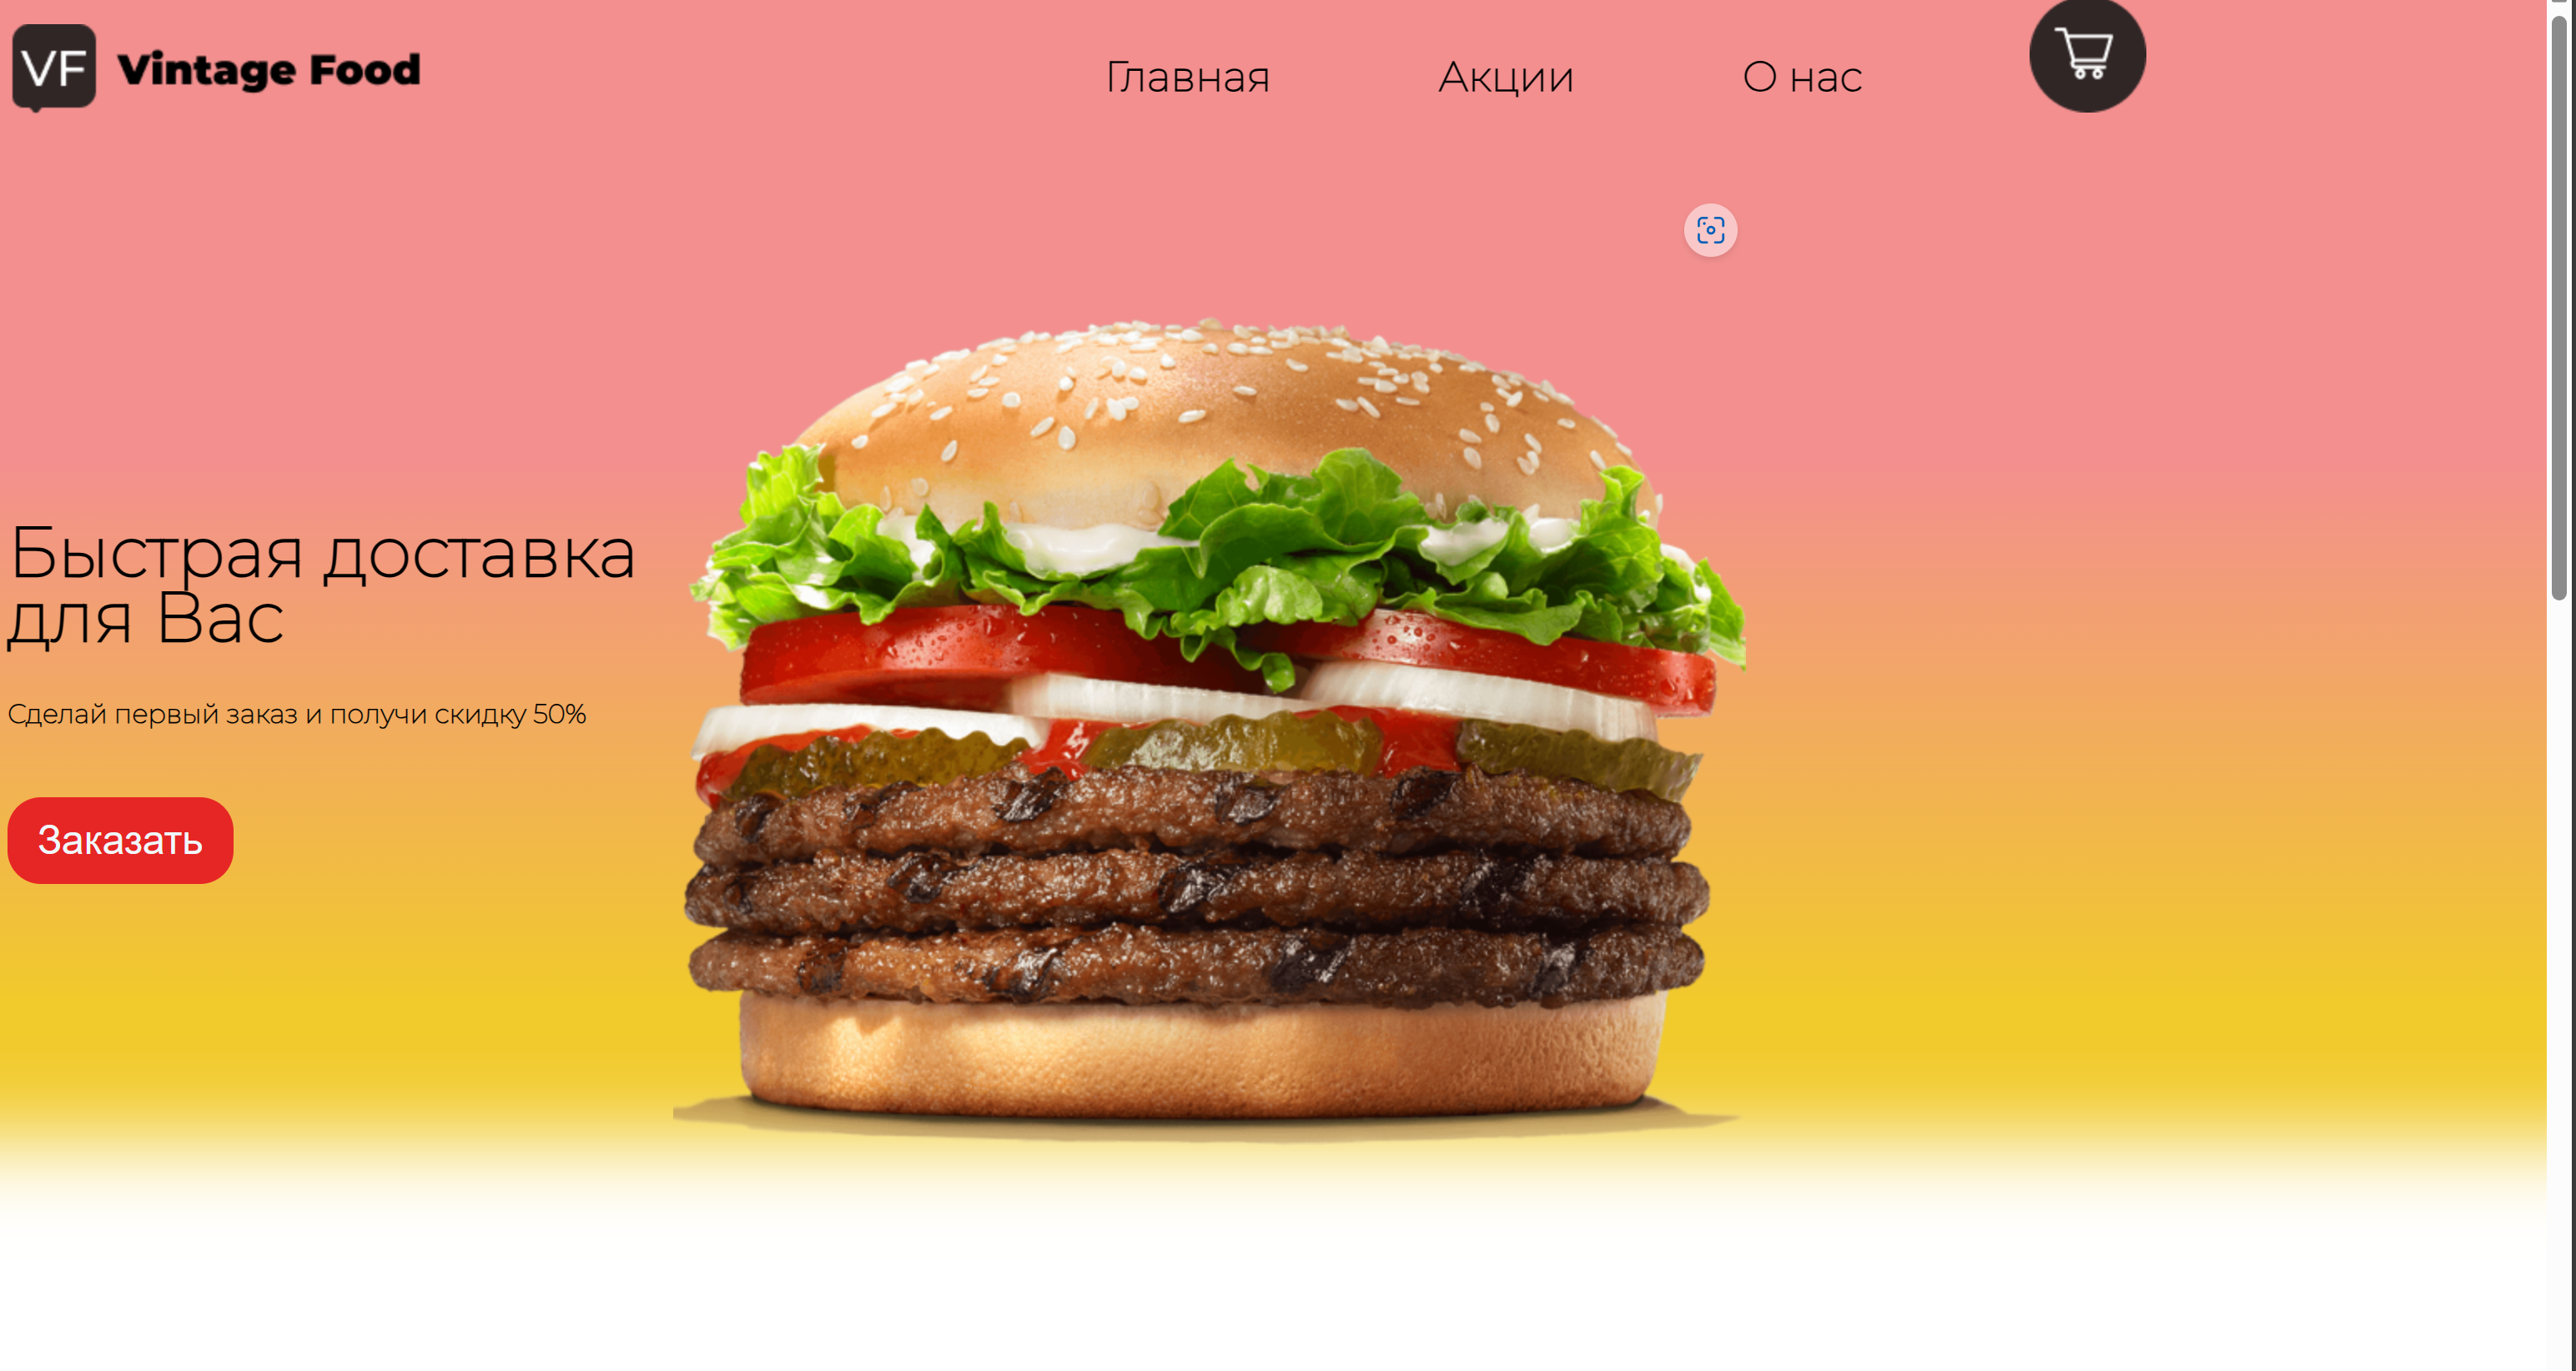 VF Vintage Food
Главная Акции О нас
Быстрая доставка
для Вас
Сделай первый заказ и получи скидку 50%
Заказать